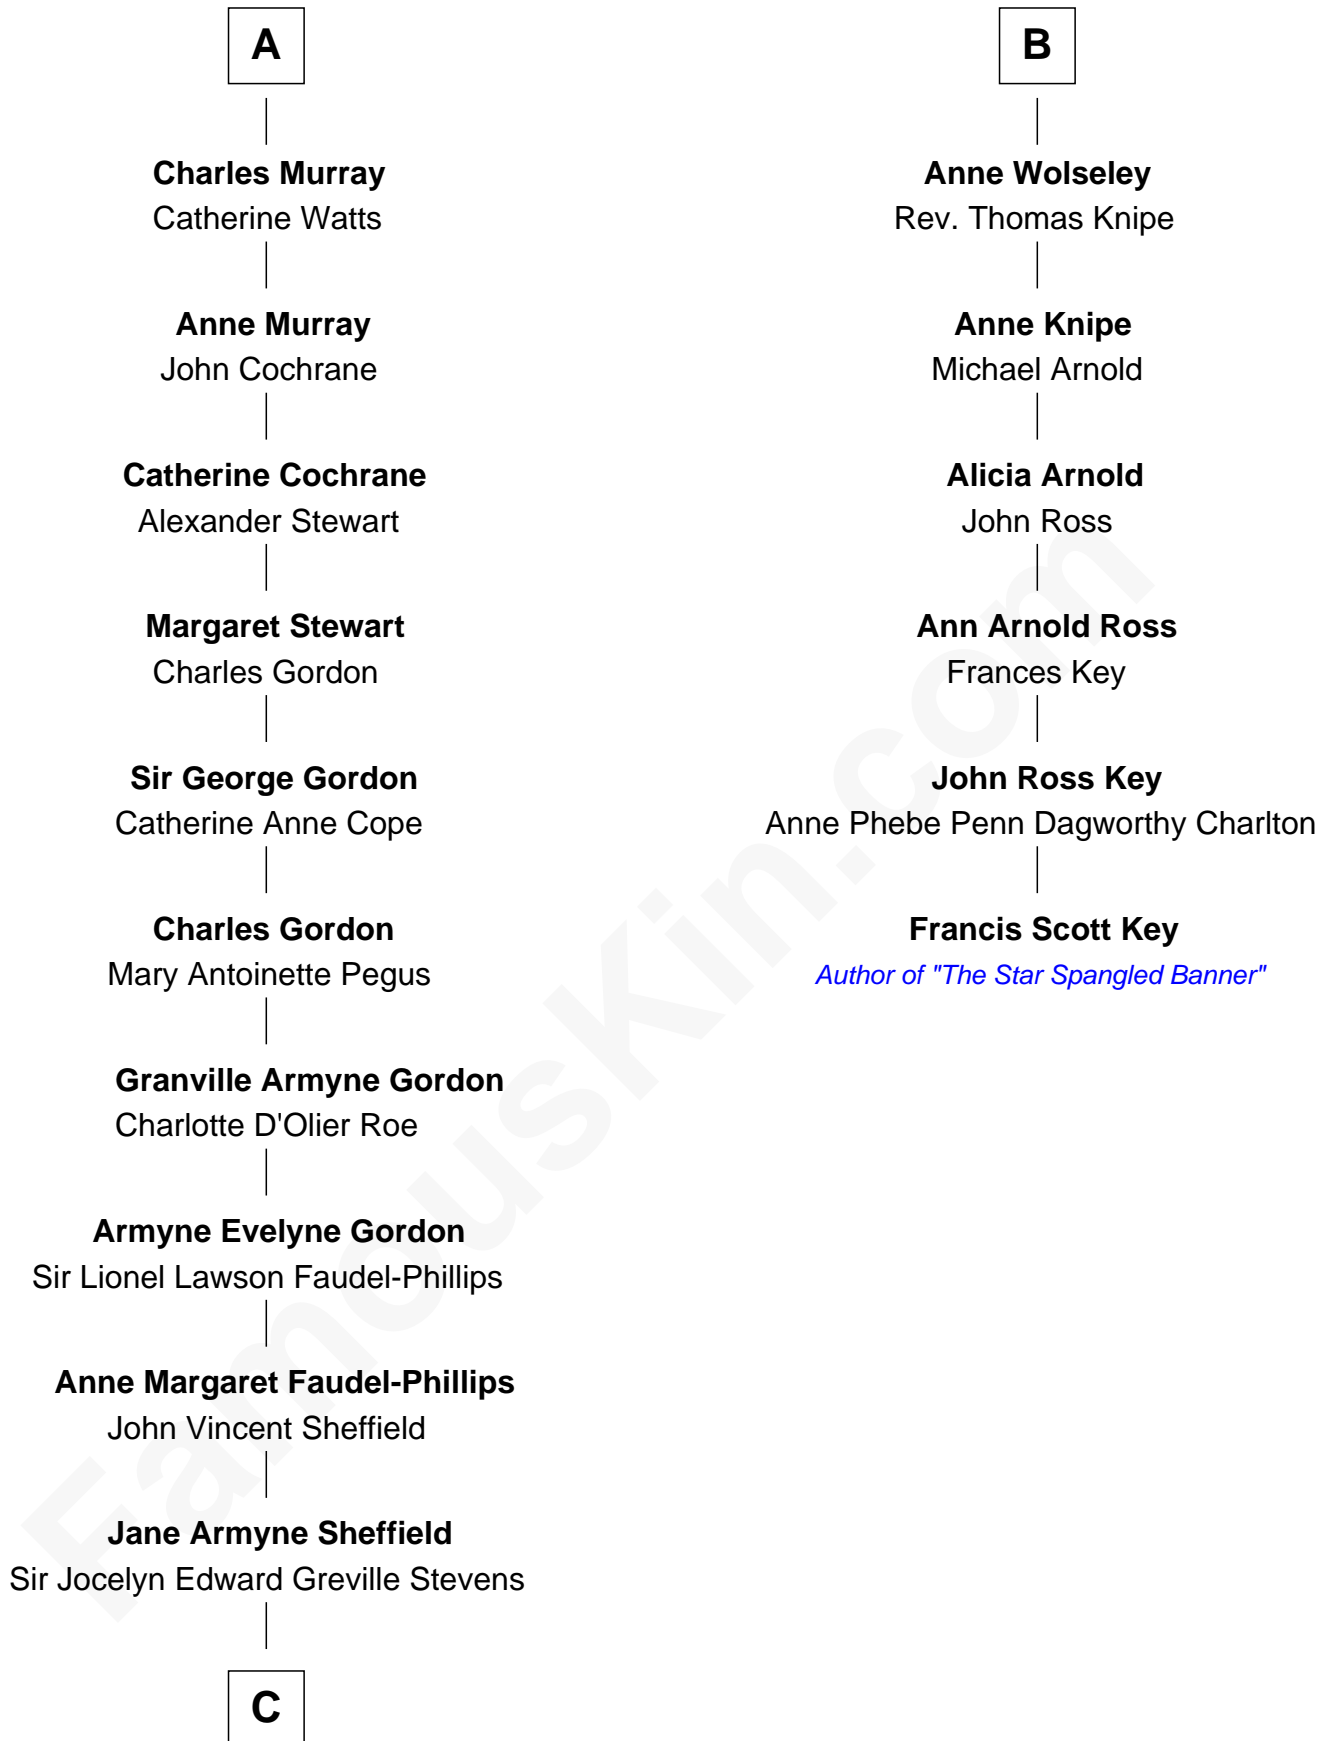 A
Charles Murray
Catherine Watts
Anne Murray
John Cochrane
Catherine Cochrane
Alexander Stewart
Margaret Stewart
Charles Gordon
Sir George Gordon
Catherine Anne Cope
Charles Gordon
Mary Antoinette Pegus
Granville Armyne Gordon
Charlotte D'Olier Roe
Armyne Evelyne Gordon
Sir Lionel Lawson Faudel-Phillips
Anne Margaret Faudel-Phillips
John Vincent Sheffield
Jane Armyne Sheffield
Sir Jocelyn Edward Greville Stevens
C
B
Anne Wolseley
Rev. Thomas Knipe
Anne Knipe
Michael Arnold
Alicia Arnold
John Ross
Ann Arnold Ross
Frances Key
John Ross Key
Anne Phebe Penn Dagworthy Charlton
Francis Scott Key
Author of "The Star Spangled Banner"
FamousKin.com